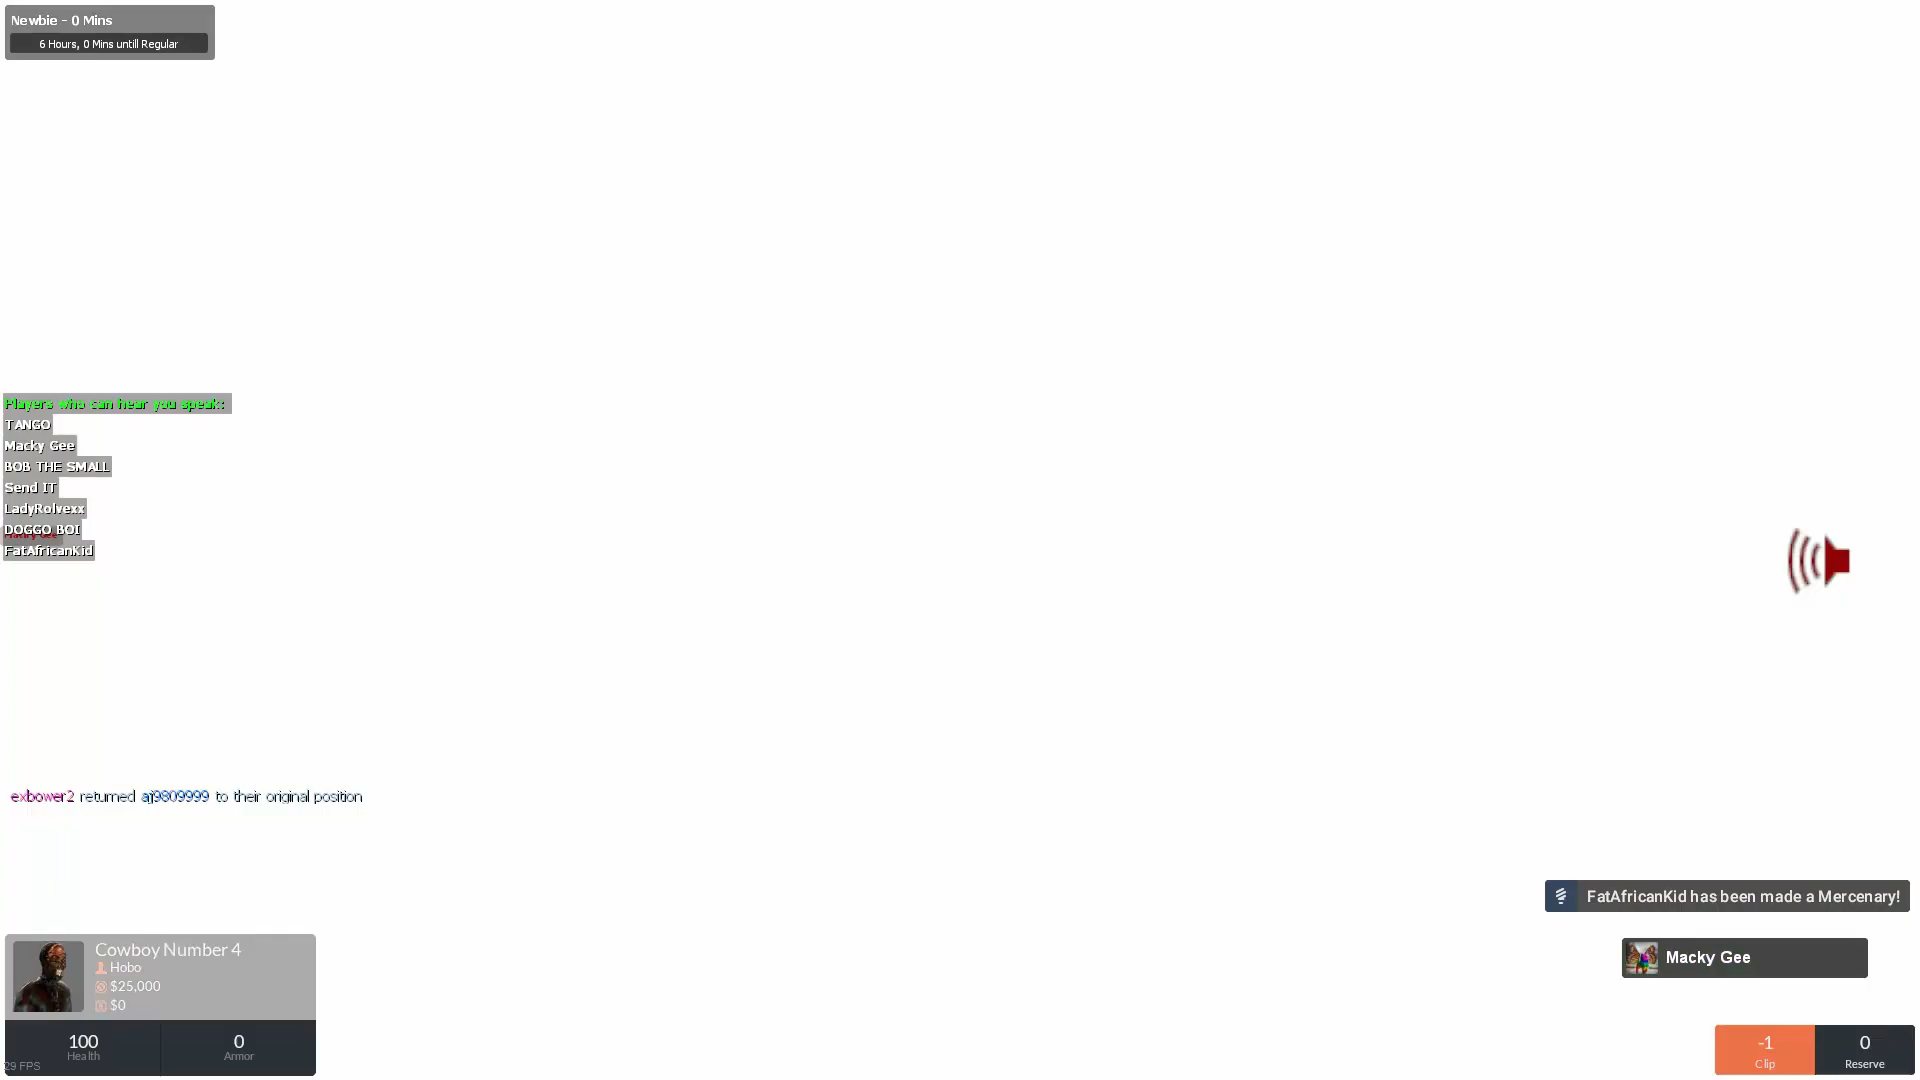 Newbie - 0 Mins
6 Hours, 0 Mins untill Regular
Players who can hear you speak:
TANGO
Macky Gee
BOB THE SMALL
Send IT
LadyRolvexx
DOGGO BOI
Macky Gee
FatAfricanKid
exbower2 returned aj9809999 to their original position
FatAfricanKid has been made a Mercenary!
Macky Gee
Cowboy Number 4
Hobo
$25,000
$0
100
Health
0
Armor
29 FPS
-1
Clip
0
Reserve